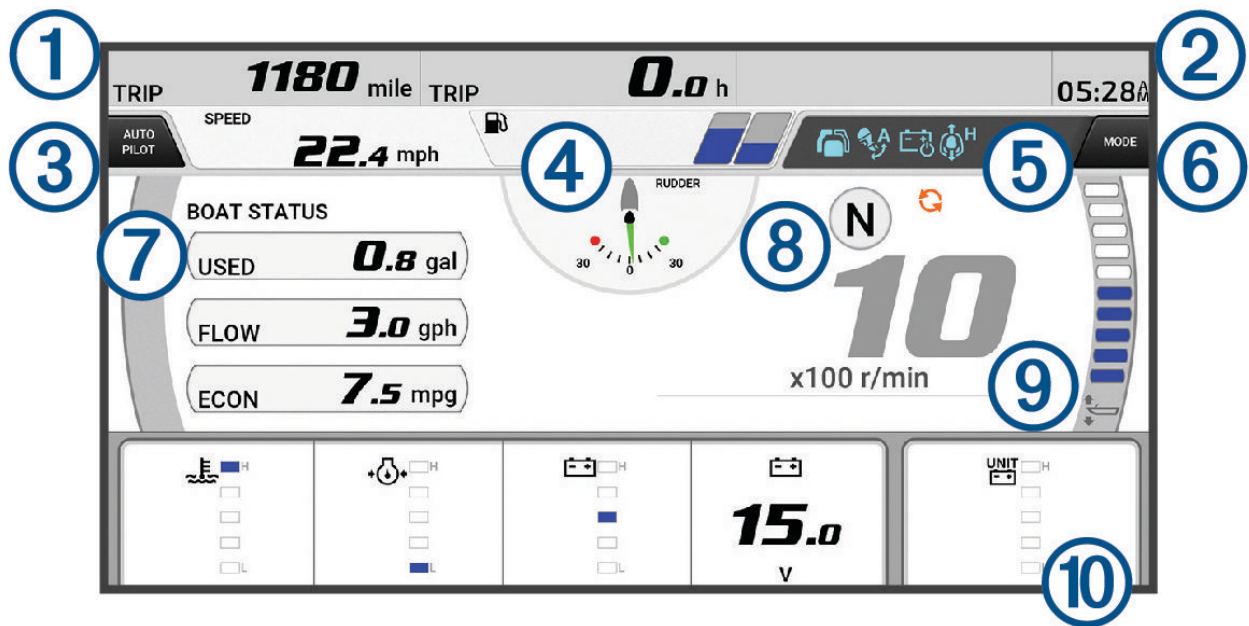 ① ②
TRIP 1180 mile TRIP 0.0 h 05:28 AM
③ AUTO PILOT SPEED 22.4 mph ④ A H ⑤ MODE ⑥
RUDDER
30 0 30
⑦ BOAT STATUS
USED 0.8 gal
FLOW 3.0 gph
ECON 7.5 mpg
⑧ N
10
x100 r/min
⑨
H L
H L
H L
15.0
V
UNIT
H
⑩